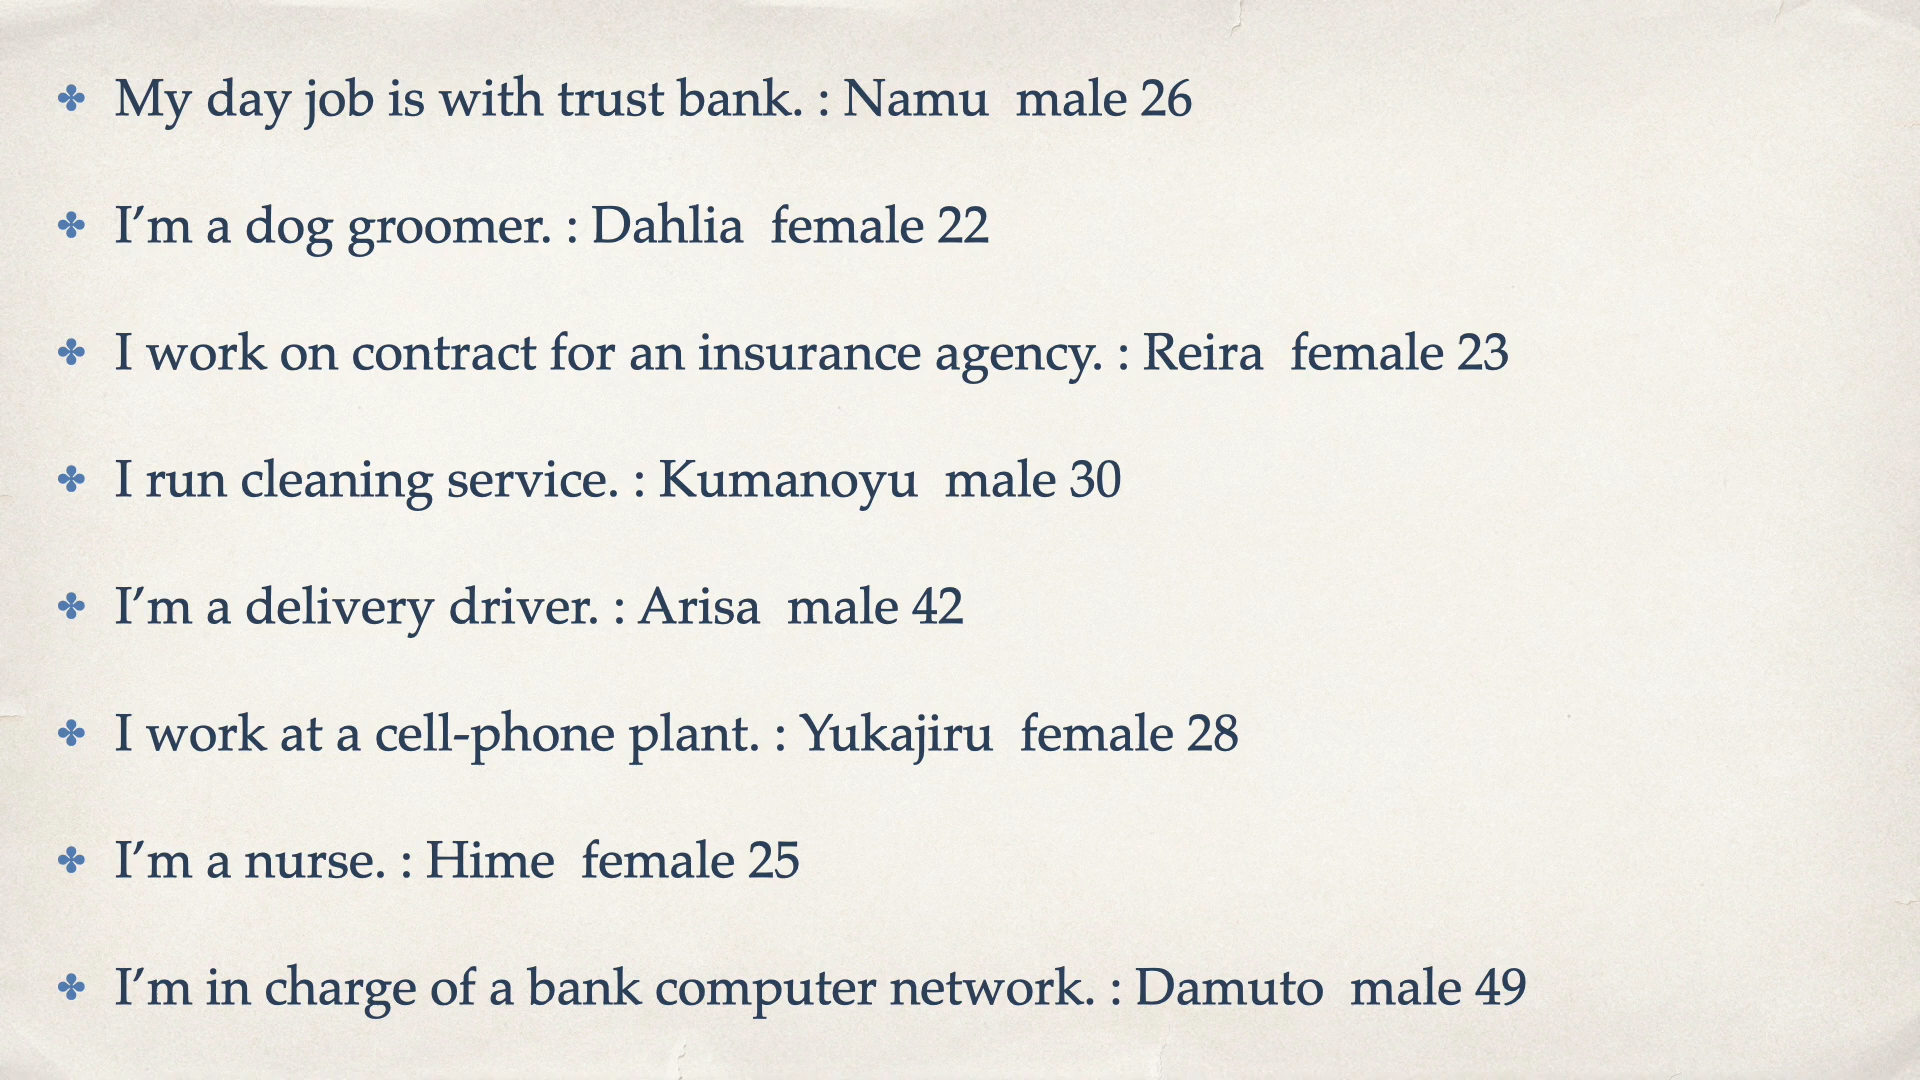 My day job is with trust bank. : Namu  male 26
I’m a dog groomer. : Dahlia  female 22
I work on contract for an insurance agency. : Reira  female 23
I run cleaning service. : Kumanoyu  male 30
I’m a delivery driver. : Arisa  male 42
I work at a cell-phone plant. : Yukajiru  female 28
I’m a nurse. : Hime  female 25
I’m in charge of a bank computer network. : Damuto  male 49